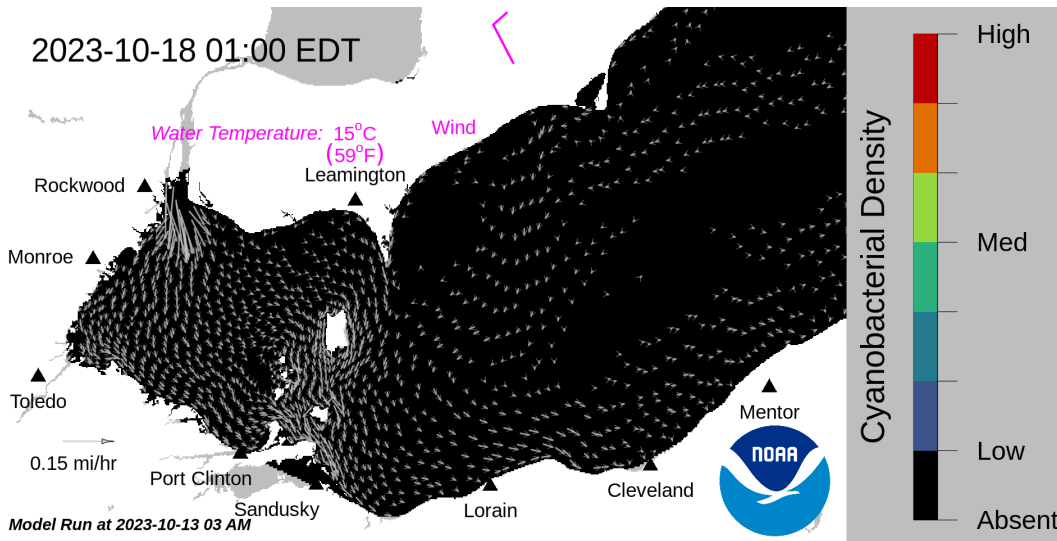 2023-10-18 01:00 EDT
Water Temperature: 15°C
(59°F)
Wind
Leamington
Rockwood
Monroe
Toledo
0.15 mi/hr
Port Clinton
Sandusky
Lorain
Cleveland
Mentor
NOAA
Model Run at 2023-10-13 03 AM
Cyanobacterial Density
High
Med
Low
Absent